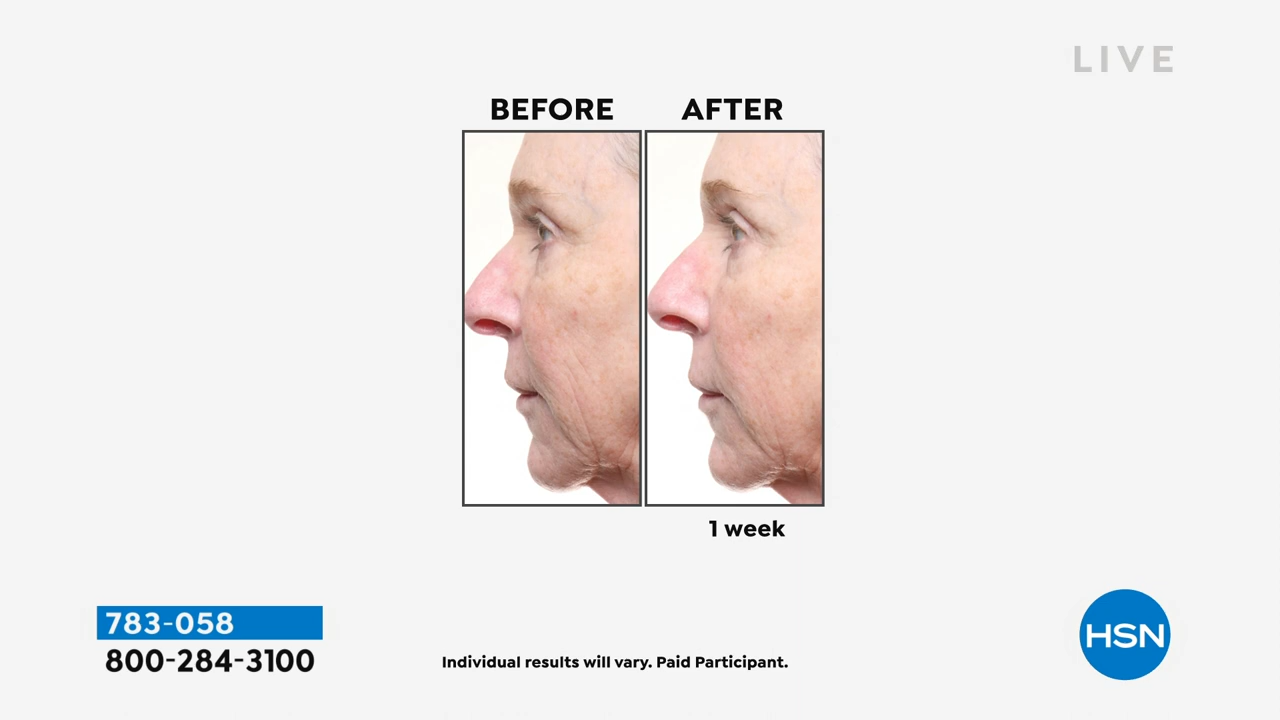 LIVE
BEFORE AFTER
1 week
783-058
800-284-3100
Individual results will vary. Paid Participant.
HSN